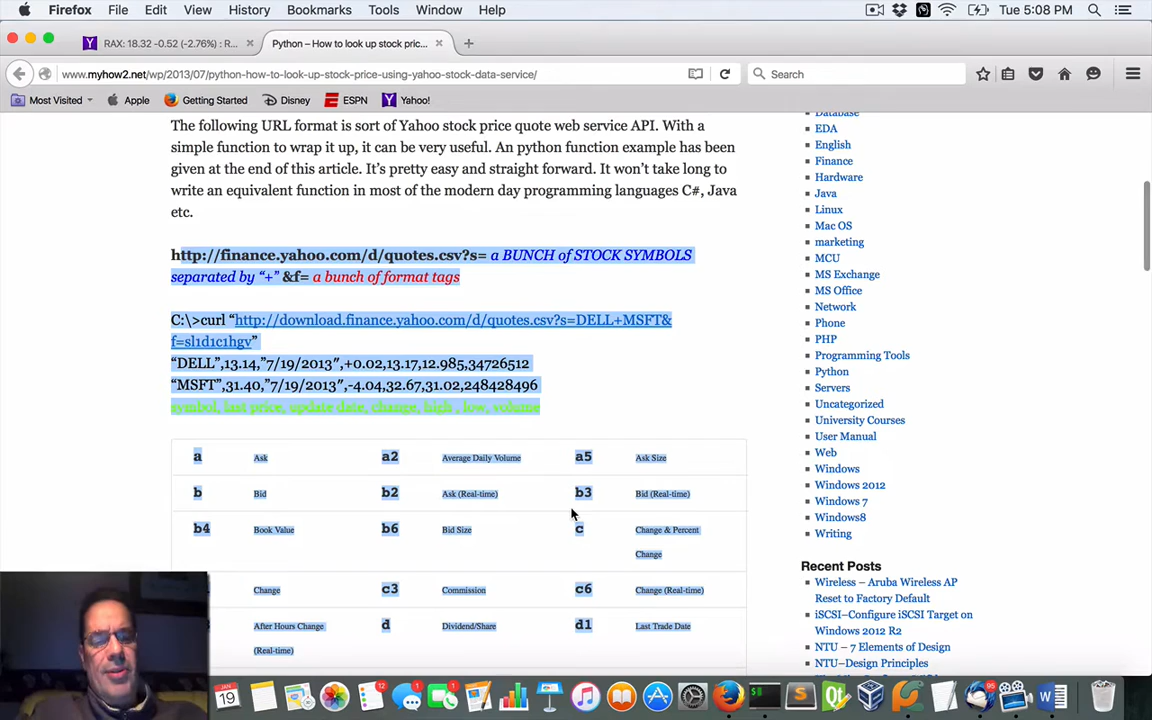 Firefox File Edit View History Bookmarks Tools Window Help Tue 5:08 PM
RAX: 18.32 -0.52 (-2.76%) : R... Python – How to look up stock pric...
www.myhow2.net/wp/2013/07/python-how-to-look-up-stock-price-using-yahoo-stock-data-service/ Search
Most Visited Apple Getting Started Disney ESPN Yahoo!
The following URL format is sort of Yahoo stock price quote web service API. With a
simple function to wrap it up, it can be very useful. An python function example has been
given at the end of this article. It's pretty easy and straight forward. It won't take long to
write an equivalent function in most of the modern day programming languages C#, Java
etc.
http://finance.yahoo.com/d/quotes.csv?s= a BUNCH of STOCK SYMBOLS
separated by "+" &f= a bunch of format tags
C:\>curl "http://download.finance.yahoo.com/d/quotes.csv?s=DELL+MSFT&
f=sl1d1c1hgv"
"DELL",13.14,"7/19/2013",+0.02,13.17,12.985,34726512
"MSFT",31.40,"7/19/2013",-4.04,32.67,31.02,248428496
symbol, last price, update date, change, high , low, volume
a Ask a2 Average Daily Volume a5 Ask Size
b Bid b2 Ask (Real-time) b3 Bid (Real-time)
b4 Book Value b6 Bid Size c Change & Percent
Change
Change c3 Commission c6 Change (Real-time)
After Hours Change d Dividend/Share d1 Last Trade Date
(Real-time)
Database
EDA
English
Finance
Hardware
Java
Linux
Mac OS
marketing
MCU
MS Exchange
MS Office
Network
Phone
PHP
Programming Tools
Python
Servers
Uncategorized
University Courses
User Manual
Web
Windows
Windows 2012
Windows 7
Windows8
Writing
Recent Posts
Wireless – Aruba Wireless AP
Reset to Factory Default
iSCSI–Configure iSCSI Target on
Windows 2012 R2
NTU – 7 Elements of Design
NTU–Design Principles
JAN
19
12
1
1
95